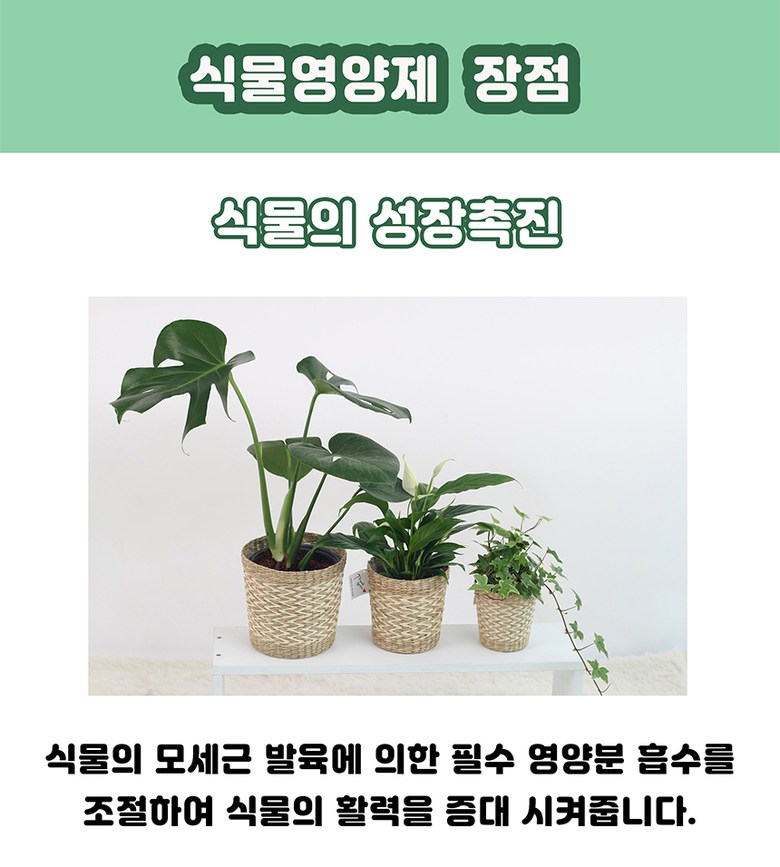 식물영양제 장점
식물의 성장촉진
식물의 모세근 발육에 의한 필수 영양분 흡수를
조절하여 식물의 활력을 증대 시켜줍니다.